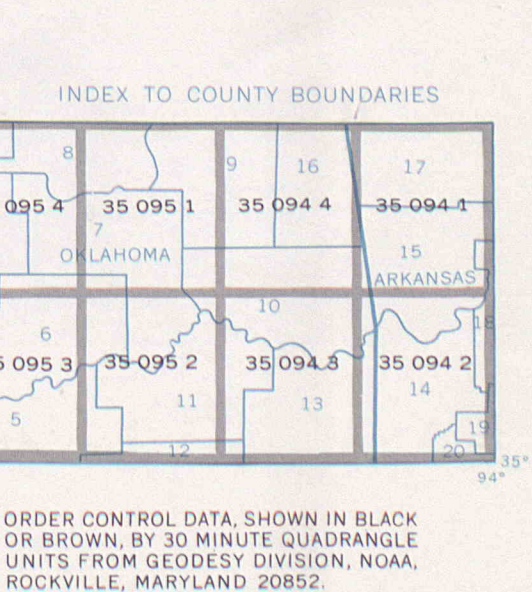 INDEX TO COUNTY BOUNDARIES
8
9
16
17
095 4
35 095 1
35 094 4
35 094 1
7
OKLAHOMA
15
ARKANSAS
10
18
6
5 095 3
35 095 2
35 094 3
35 094 2
14
5
11
13
19
12
20
35°
94°
ORDER CONTROL DATA, SHOWN IN BLACK
OR BROWN, BY 30 MINUTE QUADRANGLE
UNITS FROM GEODESY DIVISION, NOAA,
ROCKVILLE, MARYLAND 20852.